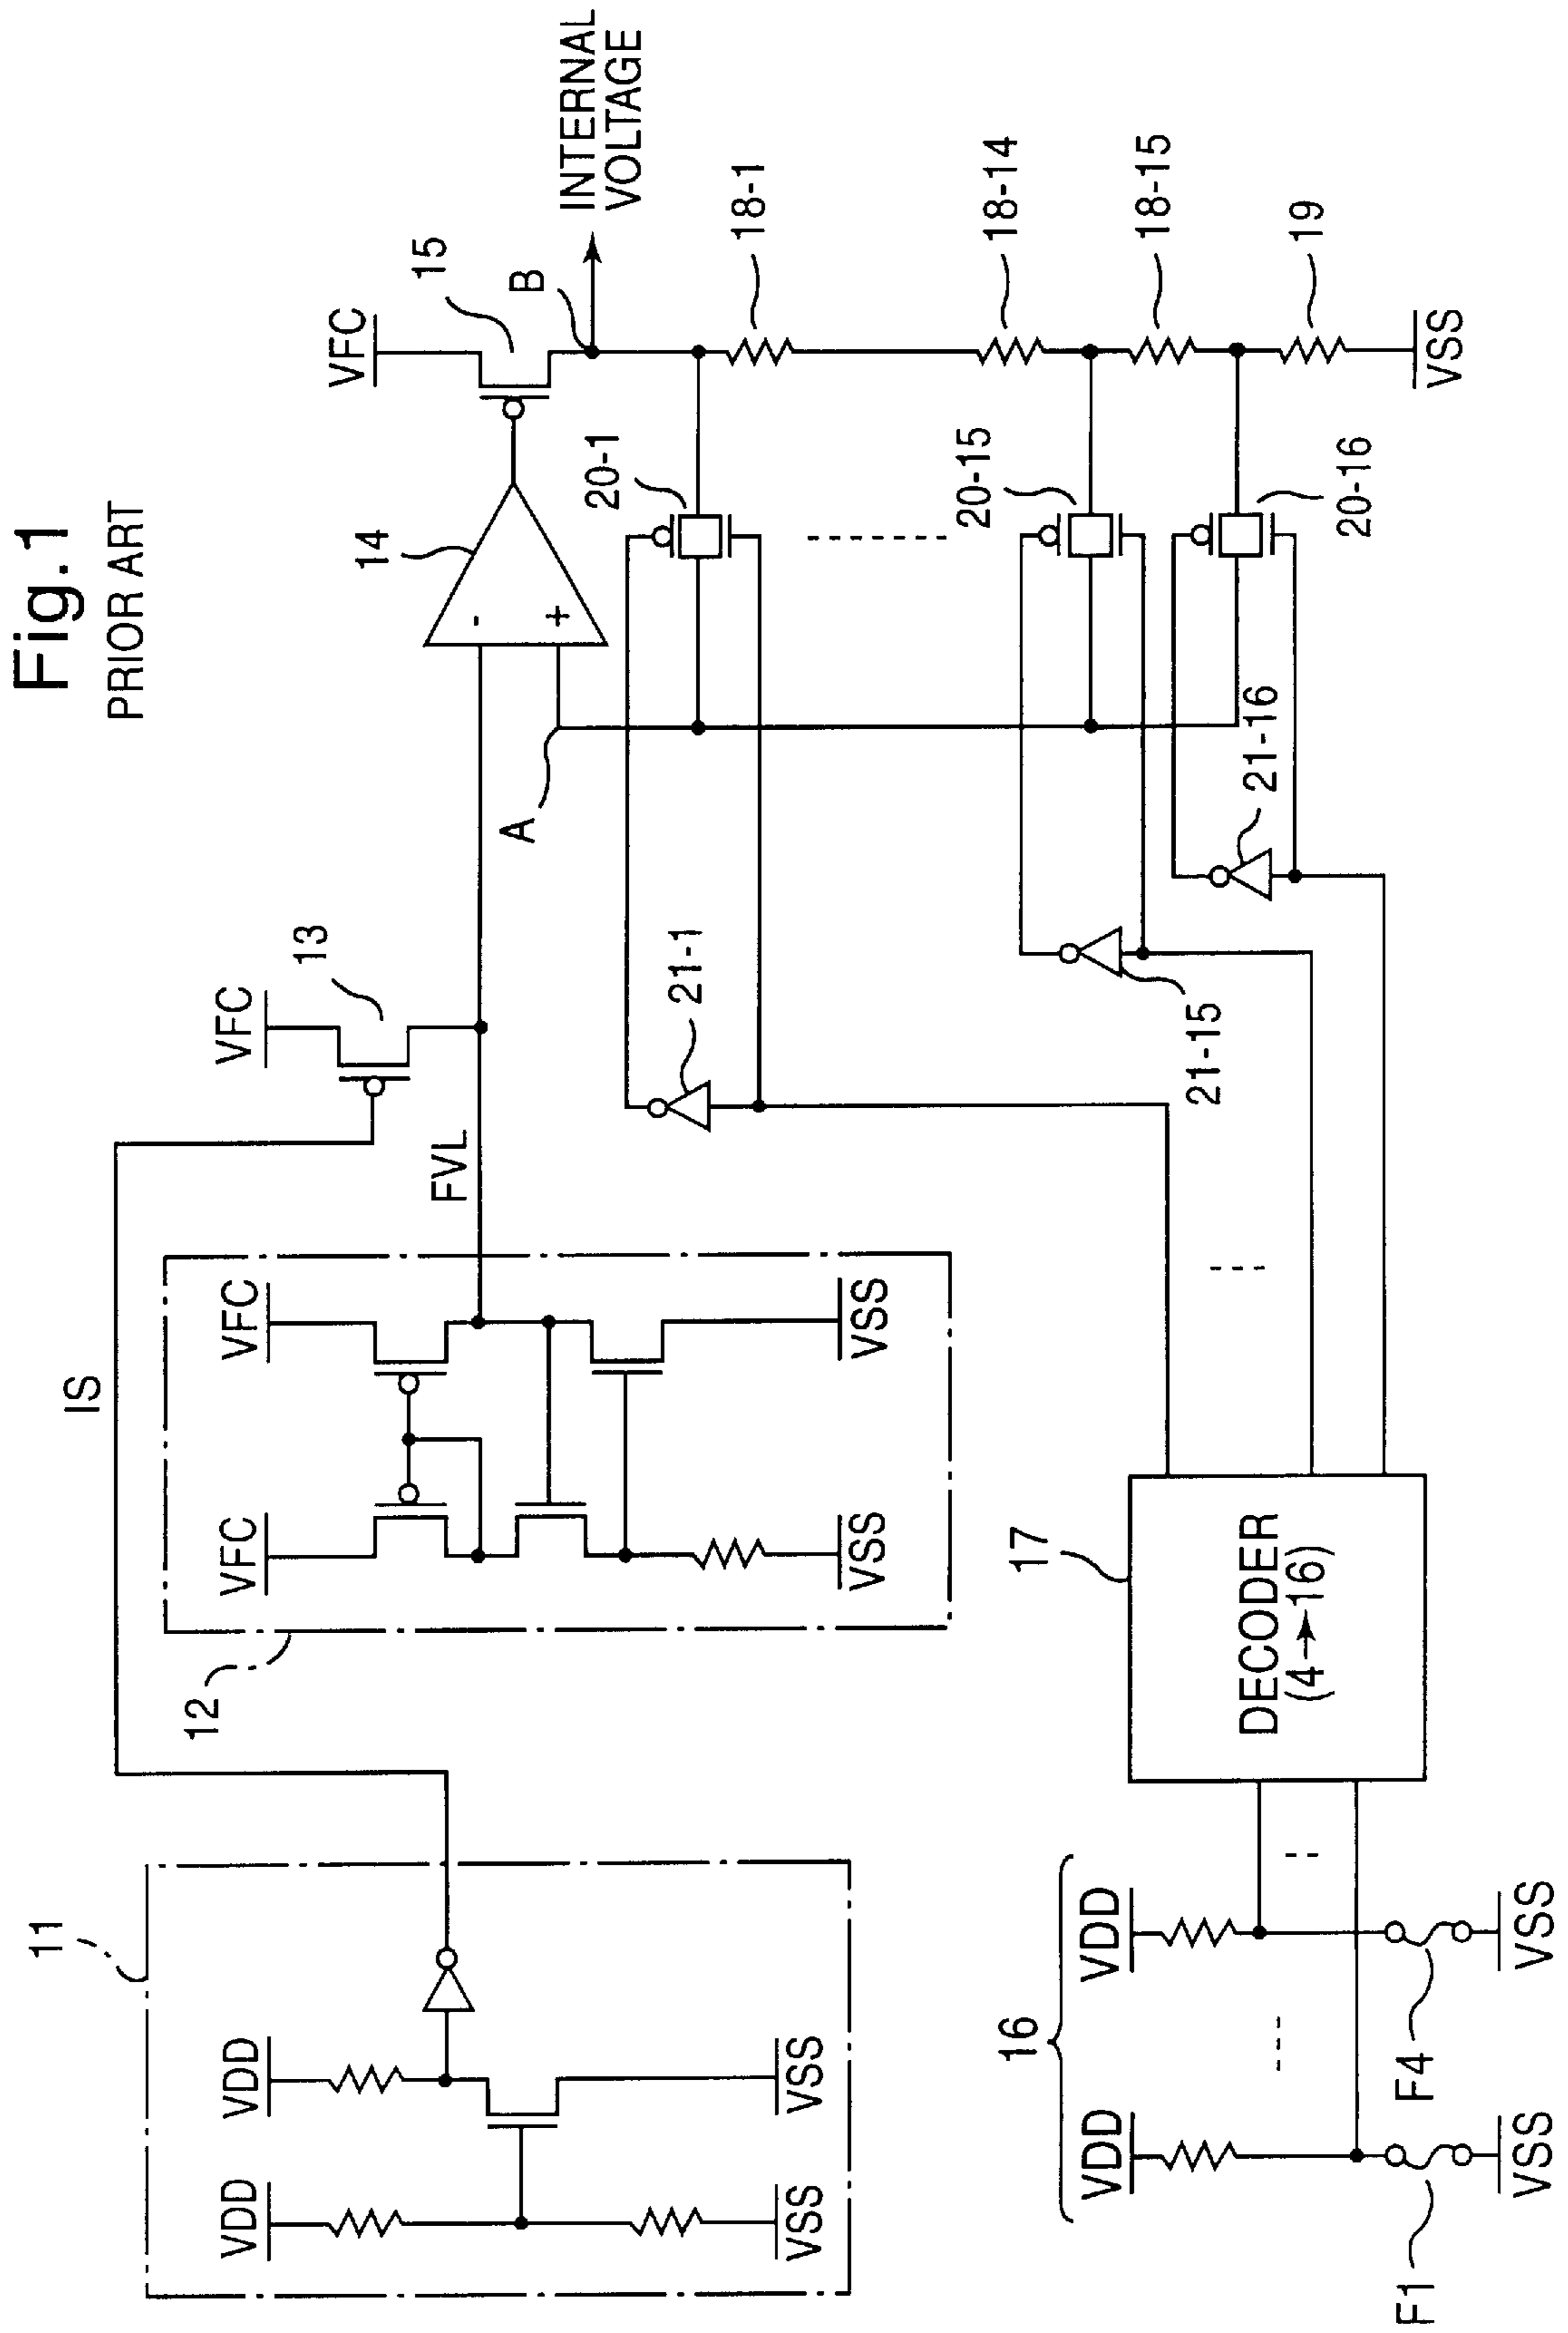 Fig.1
PRIOR ART
11
VDD
VDD
VSS
VSS
IS
12
VFC
VFC
VSS
VSS
FVL
VFC
13
14
-
+
A
VFC
15
B
INTERNAL
VOLTAGE
20-1
18-1
21-1
20-15
18-14
21-15
18-15
20-16
21-16
19
VSS
16
VDD
VDD
F1
F4
VSS
VSS
17
DECODER
(4→16)